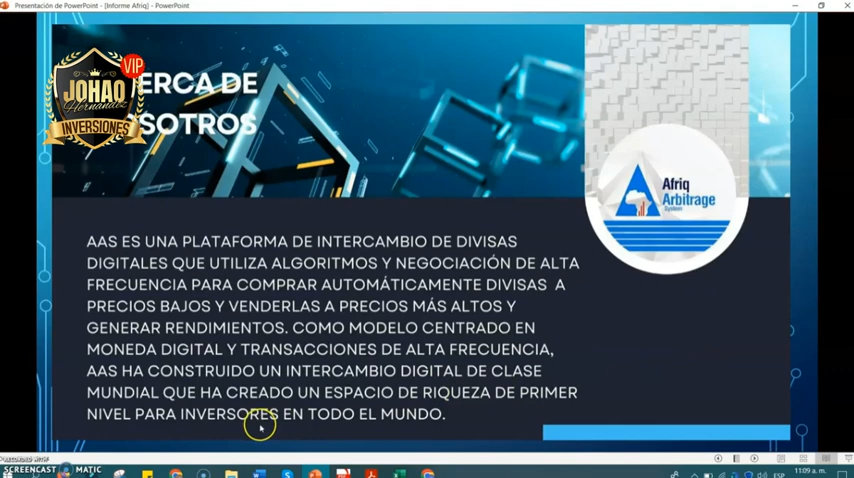 Presentación de PowerPoint - [Informe Afriq] - PowerPoint
VIP
JOHAO
Hernandez
INVERSIONES
ERCA DE
SOTROS
Afriq
Arbitrage
System
AAS ES UNA PLATAFORMA DE INTERCAMBIO DE DIVISAS
DIGITALES QUE UTILIZA ALGORITMOS Y NEGOCIACIÓN DE ALTA
FRECUENCIA PARA COMPRAR AUTOMÁTICAMENTE DIVISAS A
PRECIOS BAJOS Y VENDERLAS A PRECIOS MÁS ALTOS Y
GENERAR RENDIMIENTOS. COMO MODELO CENTRADO EN
MONEDA DIGITAL Y TRANSACCIONES DE ALTA FRECUENCIA,
AAS HA CONSTRUIDO UN INTERCAMBIO DIGITAL DE CLASE
MUNDIAL QUE HA CREADO UN ESPACIO DE RIQUEZA DE PRIMER
NIVEL PARA INVERSORES EN TODO EL MUNDO.
RECORDED WITH
SCREENCAST MATIC
ESP
11:09 a. m.